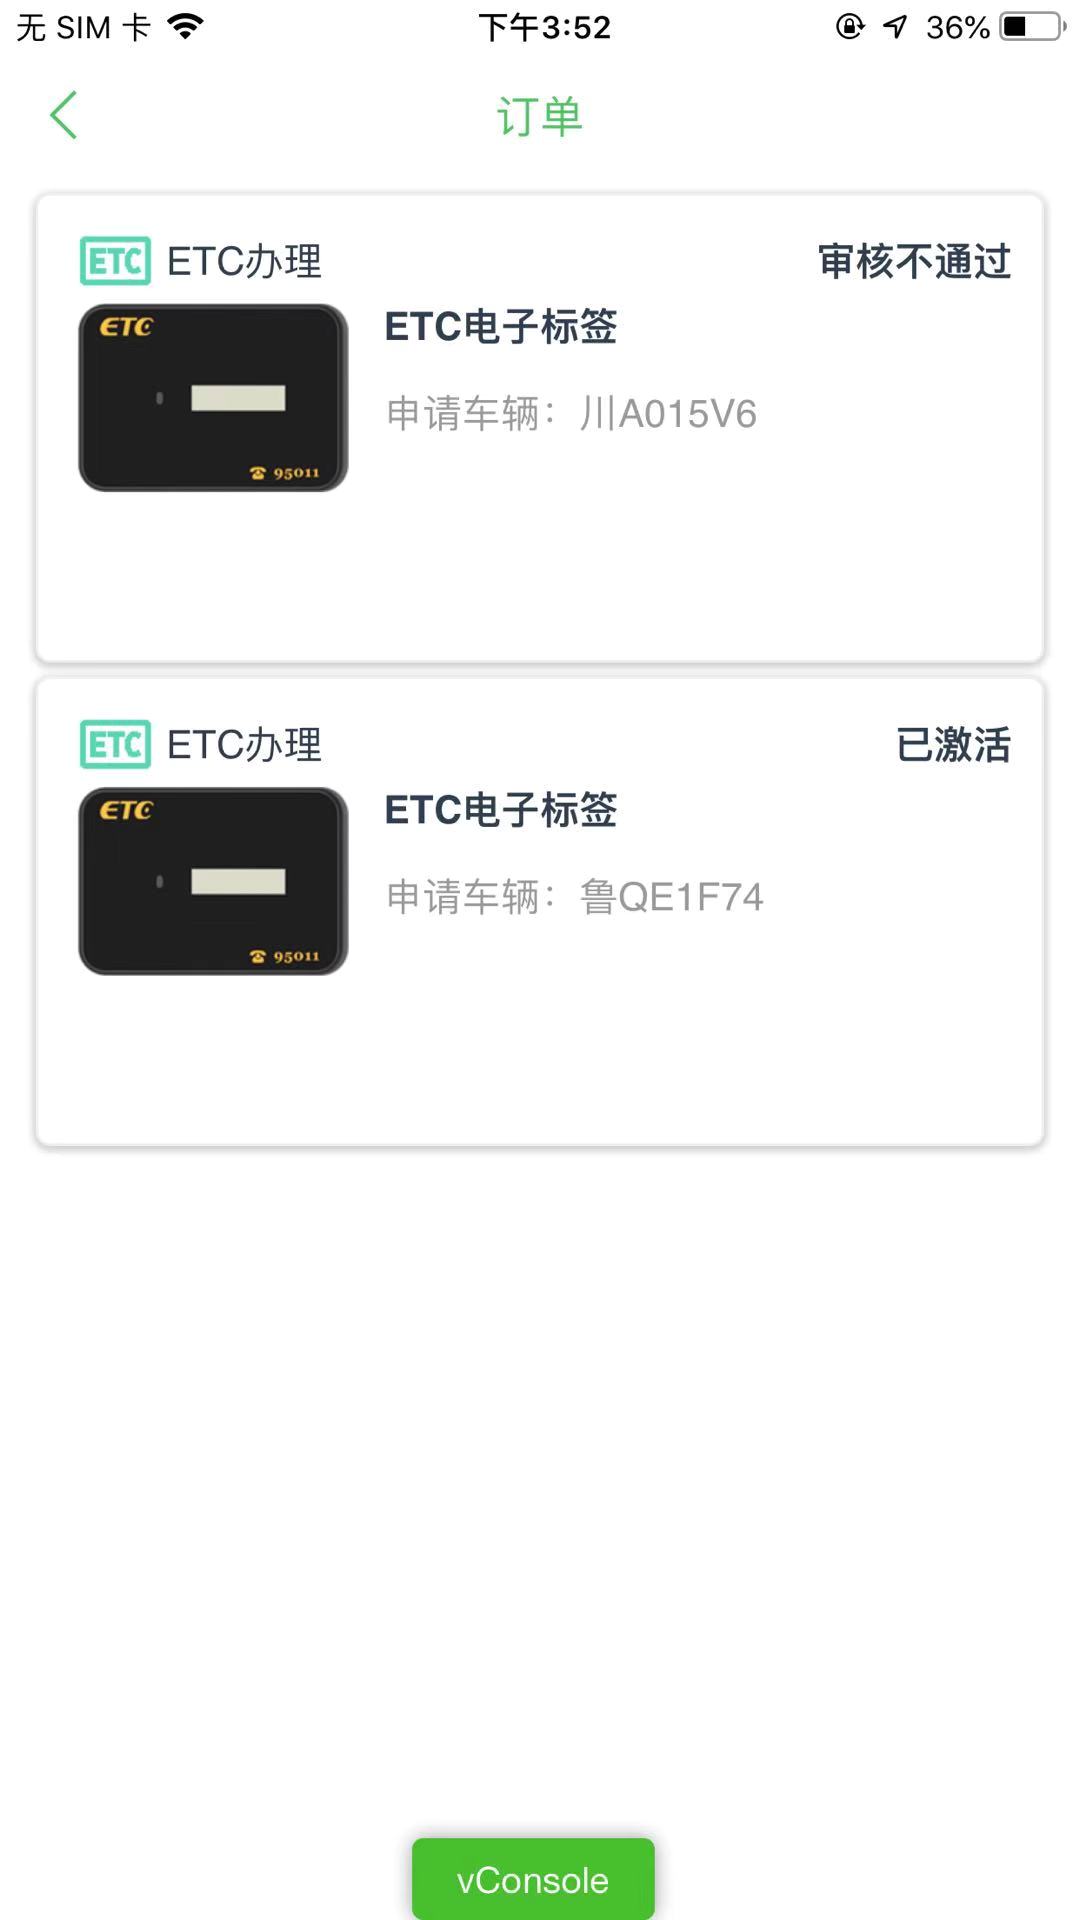 无 SIM 卡 下午3:52 36%
订单
ETC ETC办理 审核不通过
ETC ETC电子标签
申请车辆：川A015V6
☎ 95011
ETC ETC办理 已激活
ETC ETC电子标签
申请车辆：鲁QE1F74
☎ 95011
vConsole